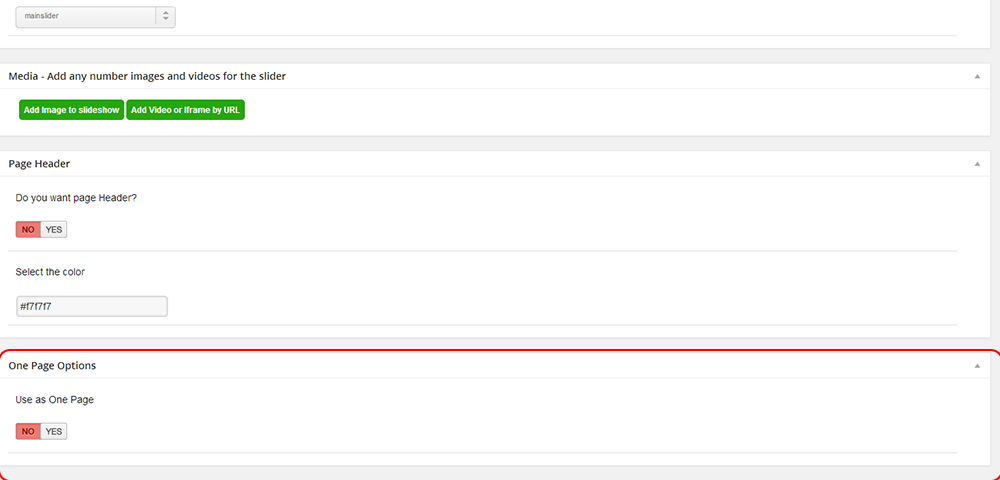 mainslider
Media - Add any number images and videos for the slider
Add Image to slideshow Add Video or Iframe by URL
Page Header
Do you want page Header?
NO YES
Select the color
#f7f7f7
One Page Options
Use as One Page
NO YES